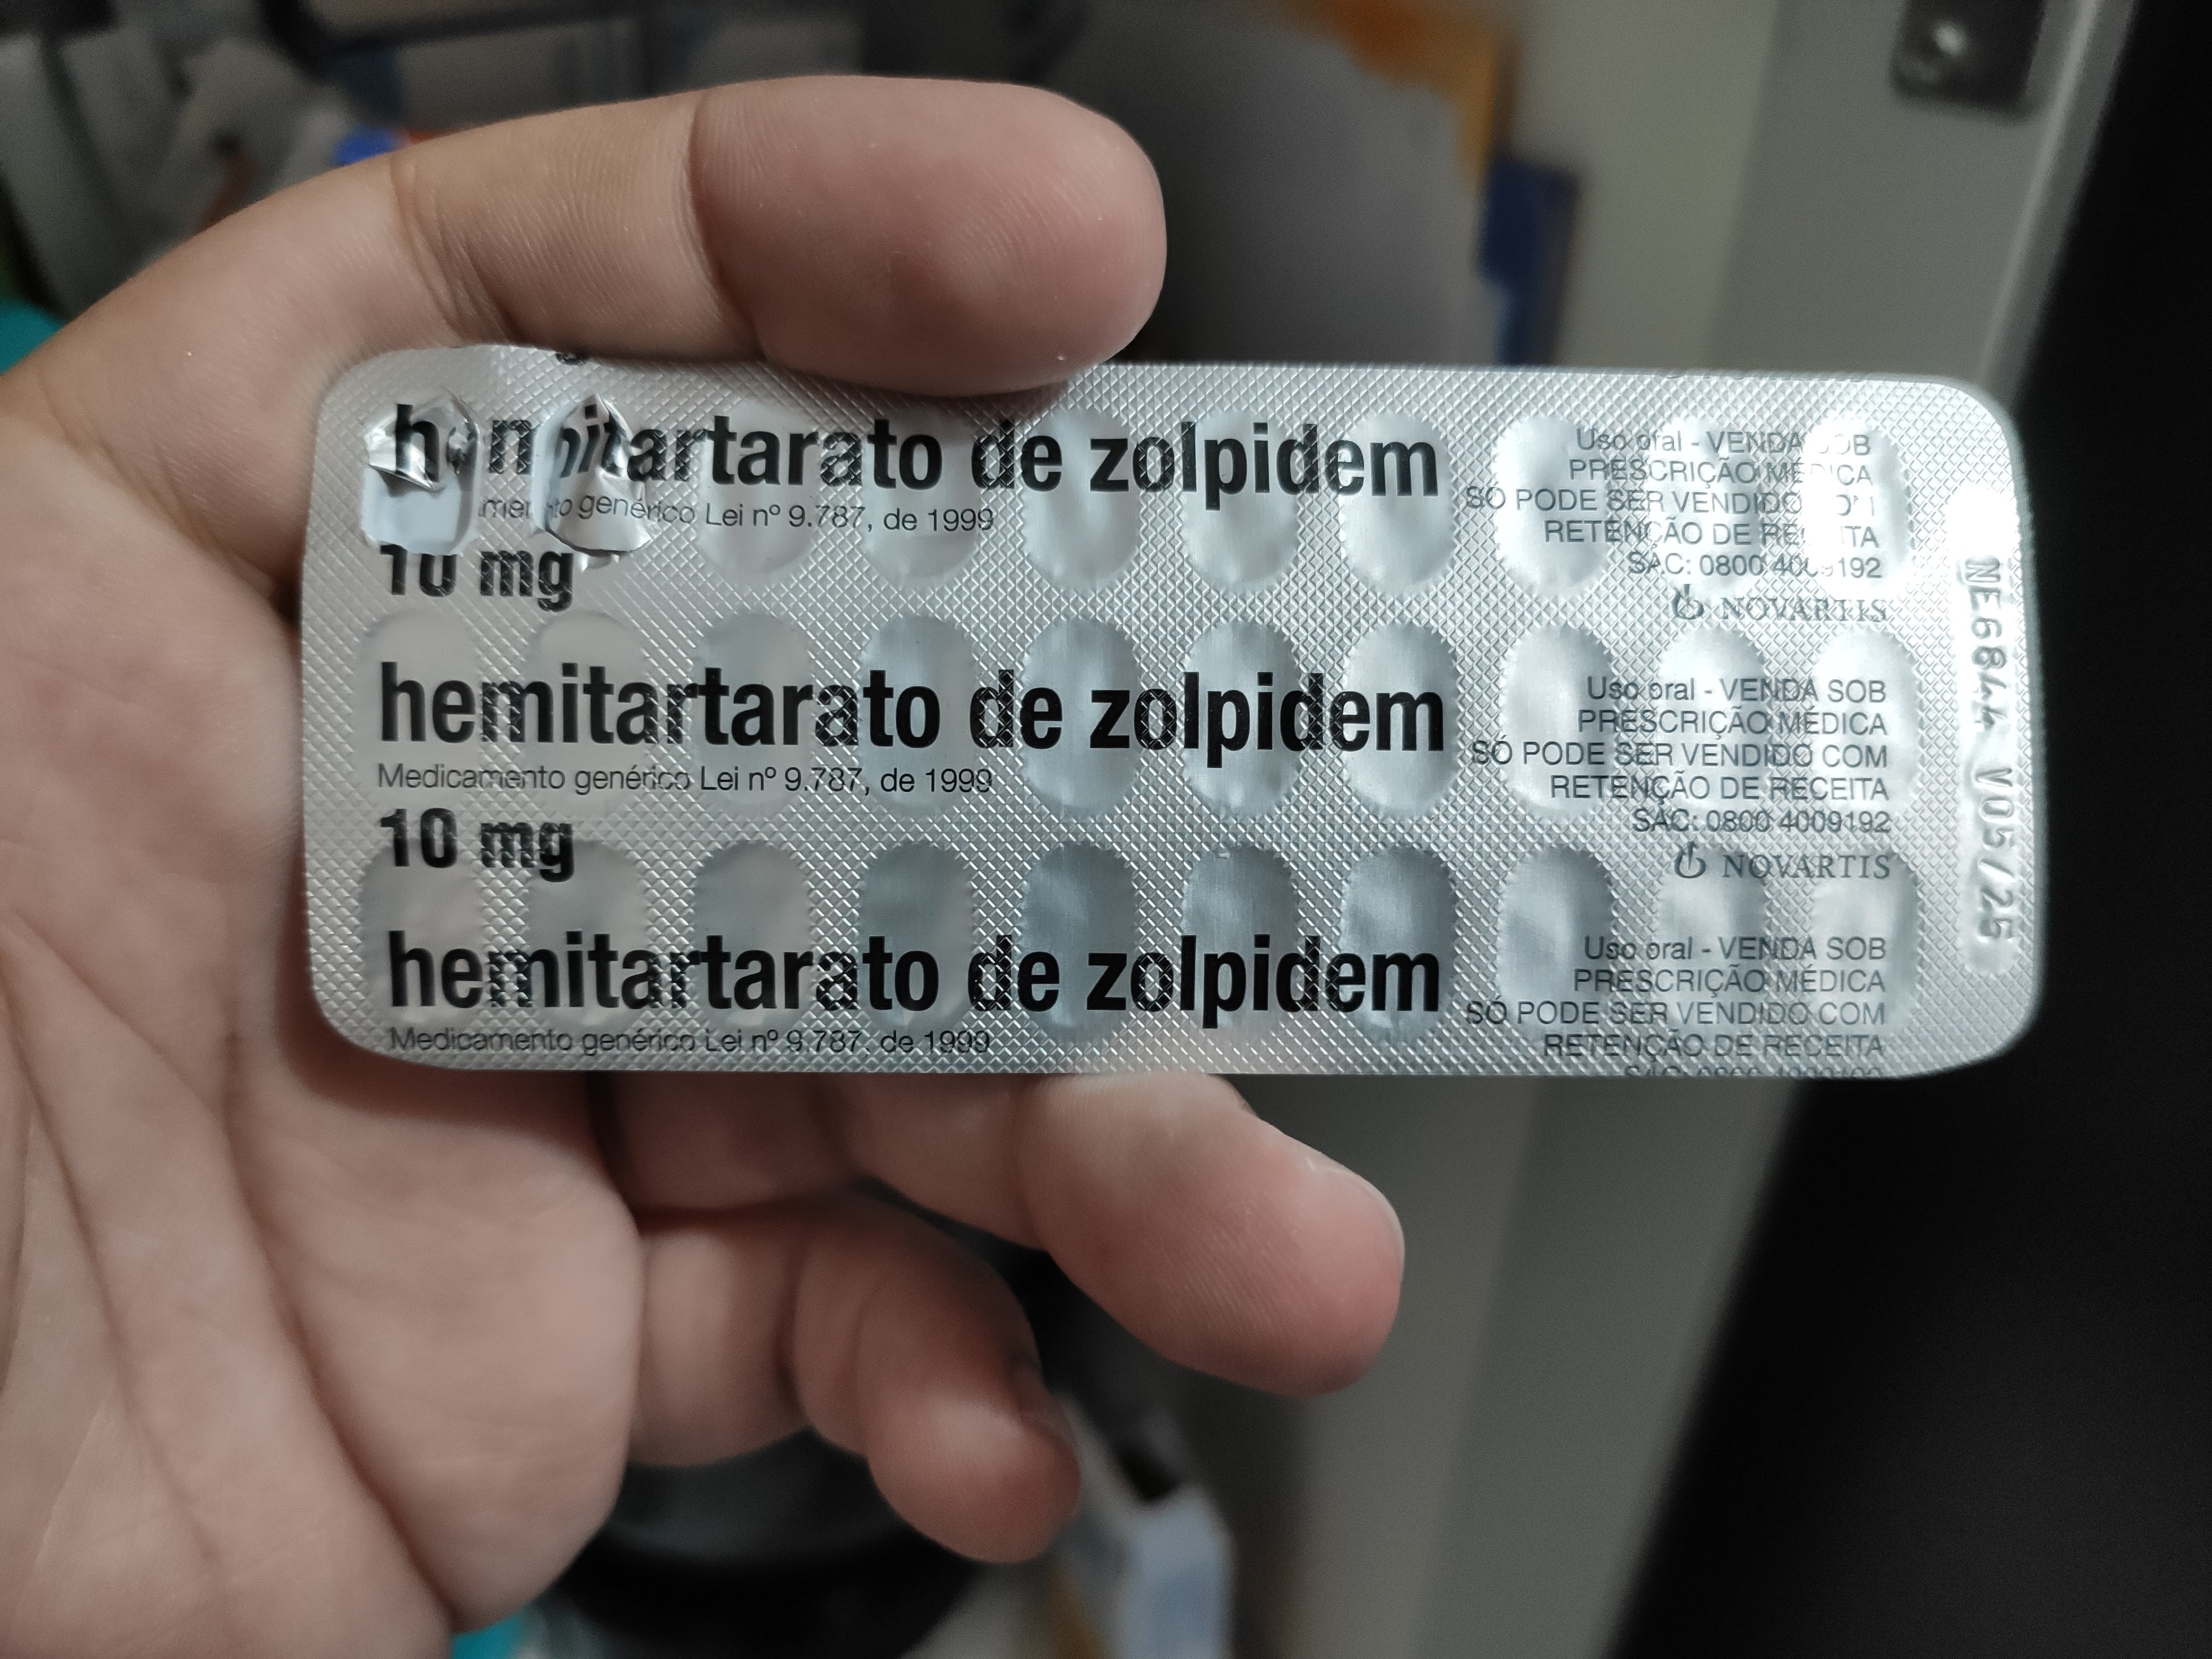 hemitartarato de zolpidem
genérico Lei nº 9.787, de 1999
10 mg
Uso oral - VENDA SOB
PRESCRIÇÃO MÉDICA
SÓ PODE SER VENDIDO COM
RETENÇÃO DE RECEITA
SAC: 0800 4009192
NOVARTIS
hemitartarato de zolpidem
Medicamento genérico Lei nº 9.787, de 1999
10 mg
Uso oral - VENDA SOB
PRESCRIÇÃO MÉDICA
SÓ PODE SER VENDIDO COM
RETENÇÃO DE RECEITA
SAC: 0800 4009192
NOVARTIS
hemitartarato de zolpidem
Medicamento genérico Lei nº 9.787, de 1999
Uso oral - VENDA SOB
PRESCRIÇÃO MÉDICA
SÓ PODE SER VENDIDO COM
RETENÇÃO DE RECEITA
NE6844 V05/25